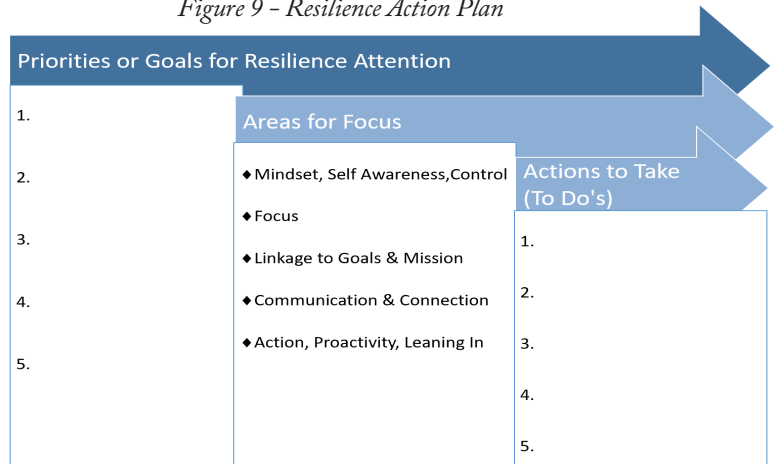 Figure 9 – Resilience Action Plan
Priorities or Goals for Resilience Attention
1.
2.
3.
4.
5.
Areas for Focus
◆Mindset, Self Awareness,Control
◆Focus
◆Linkage to Goals & Mission
◆Communication & Connection
◆Action, Proactivity, Leaning In
Actions to Take
(To Do's)
1.
2.
3.
4.
5.